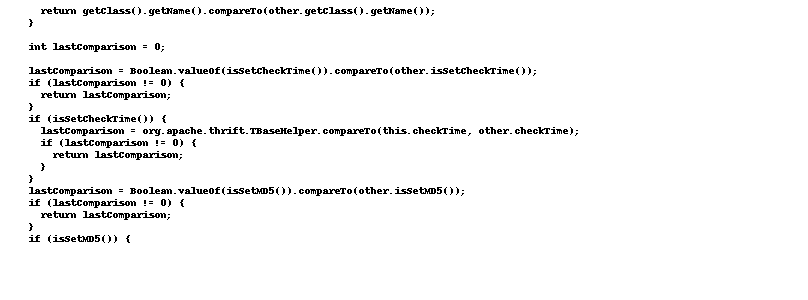 return getClass().getName().compareTo(other.getClass().getName());
}
int lastComparison = 0;
lastComparison = Boolean.valueOf(isSetCheckTime()).compareTo(other.isSetCheckTime());
if (lastComparison != 0) {
return lastComparison;
}
if (isSetCheckTime()) {
lastComparison = org.apache.thrift.TBaseHelper.compareTo(this.checkTime, other.checkTime);
if (lastComparison != 0) {
return lastComparison;
}
}
lastComparison = Boolean.valueOf(isSetMD5()).compareTo(other.isSetMD5());
if (lastComparison != 0) {
return lastComparison;
}
if (isSetMD5()) {